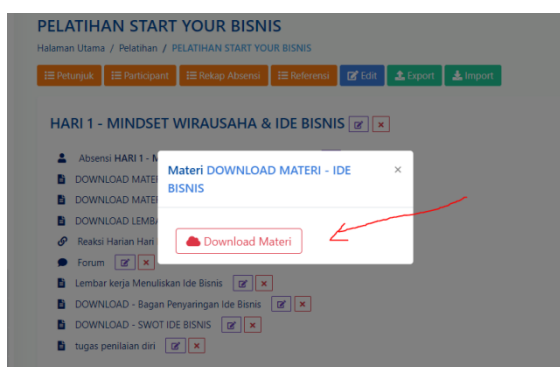 PELATIHAN START YOUR BISNIS
Halaman Utama / Pelatihan / PELATIHAN START YOUR BISNIS
Petunjuk Participant Rekap Absensi Referensi Edit Export Import
HARI 1 - MINDSET WIRAUSAHA & IDE BISNIS
Absensi HARI 1 - M
Materi DOWNLOAD MATERI - IDE ×
BISNIS
DOWNLOAD MATE
DOWNLOAD MATE
DOWNLOAD LEMBA
Reaksi Harian Hari
Download Materi
Forum
Lembar kerja Menuliskan Ide Bisnis
DOWNLOAD - Bagan Penyaringan Ide Bisnis
DOWNLOAD - SWOT IDE BISNIS
tugas penilaian diri